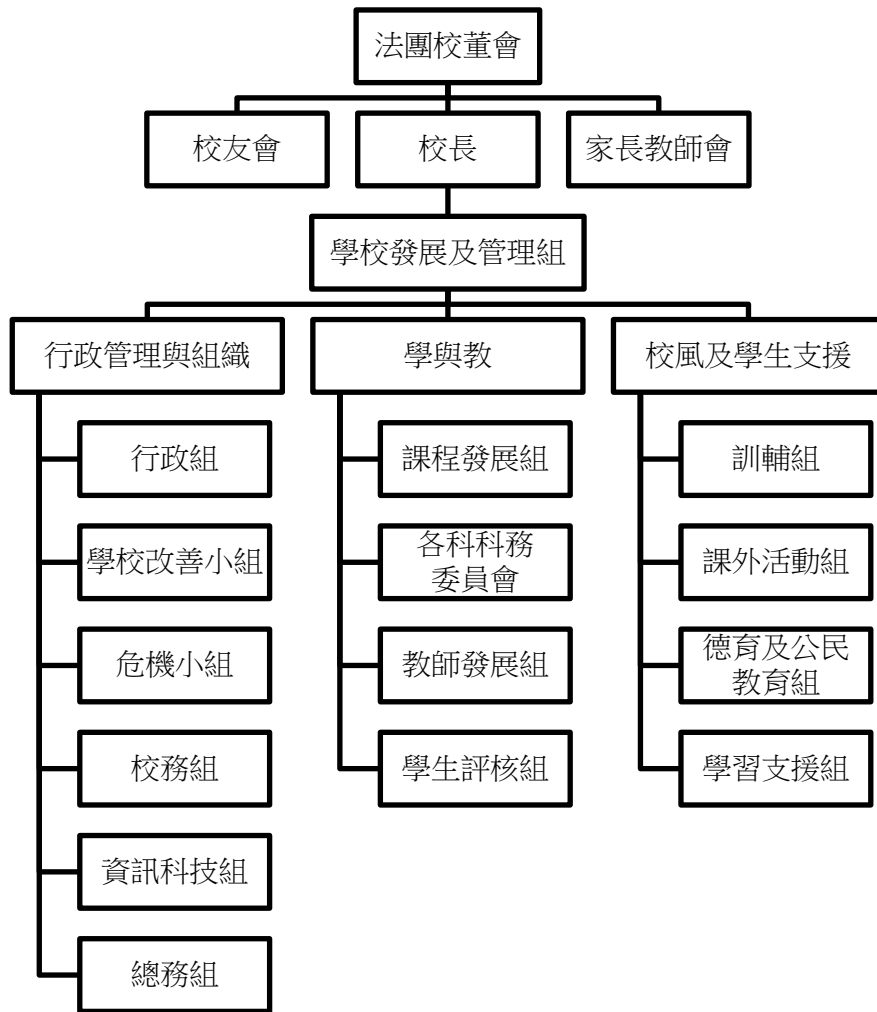 法團校董會
校友會
校長
家長教師會
學校發展及管理組
行政管理與組織
學與教
校風及學生支援
行政組
課程發展組
訓輔組
學校改善小組
各科科務
委員會
課外活動組
危機小組
教師發展組
德育及公民
教育組
校務組
學生評核組
學習支援組
資訊科技組
總務組